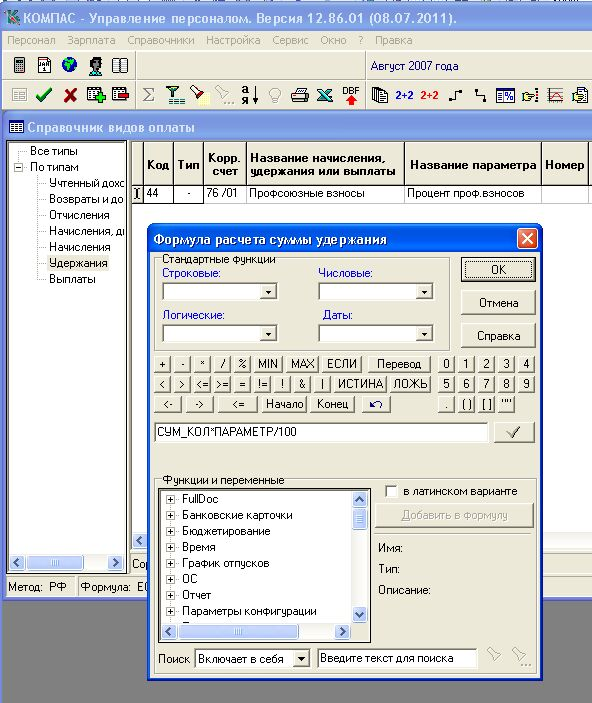 КОМПАС - Управление персоналом. Версия 12.86.01 (08.07.2011).
Персонал Зарплата Справочники Настройка Сервис Окно ? Правка
Август 2007 года
Σ а я ? DBF 2+2 2+2
Справочник видов оплаты
Все типы
По типам
Учтенный дохс
Возвраты и до
Отчисления
Начисления, ді
Начисления
Удержания
Выплаты
Код Тип Корр. счет Название начисления, удержания или выплаты Название параметра Номер
44 - 76 /01 Профсоюзные взносы Процент проф.взносов
Формула расчета суммы удержания
Стандартные функции
Строковые: Числовые:
Логические: Даты:
OK
Отмена
Справка
+ - * / % MIN MAX ЕСЛИ Перевод 0 1 2 3 4
< > <= >= = != ! & | ИСТИНА ЛОЖЬ 5 6 7 8 9
<- -> <= Начало Конец . () [] ""
СУМ_КОЛ*ПАРАМЕТР/100
Функции и переменные
FullDoc
Банковские карточки
Бюджетирование
Время
График отпусков
ОС
Отчет
Параметры конфигурации
в латинском варианте
Добавить в формулу
Имя:
Тип:
Описание:
Поиск Включает в себя Введите текст для поиска
Сор
Метод: РФ Формула: ЕС